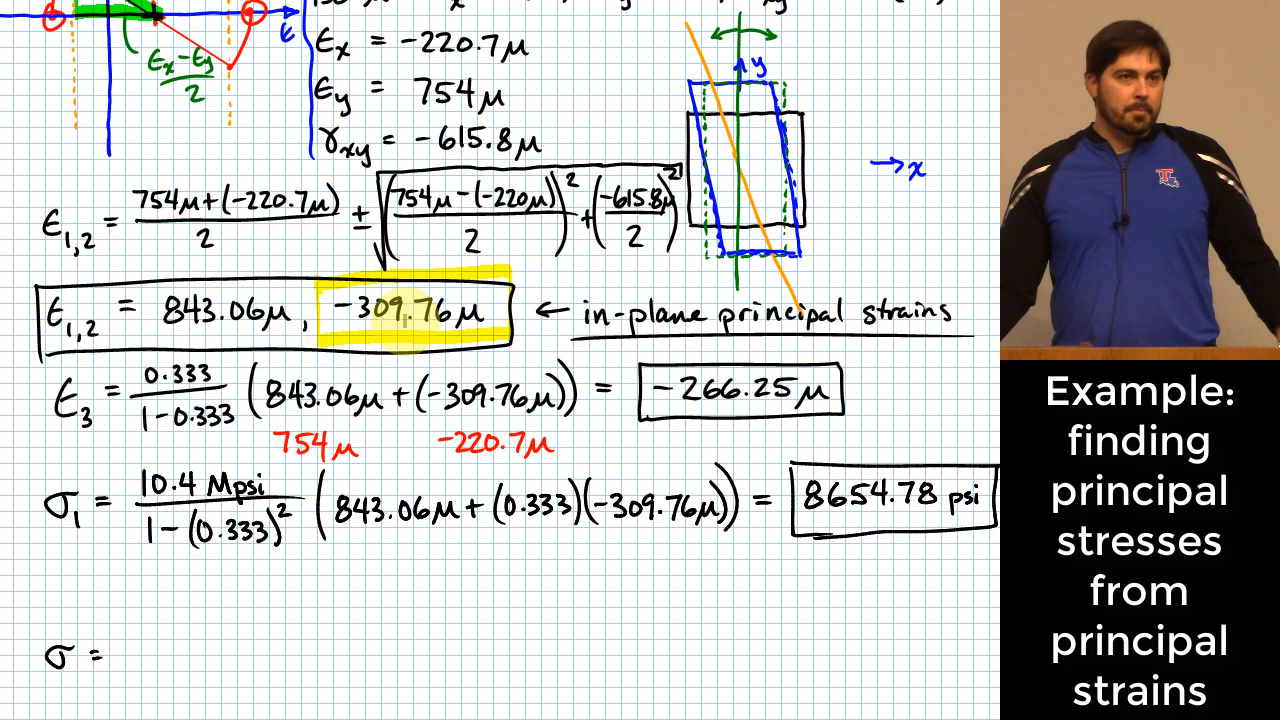 ϵ
ϵx − ϵy
2
ϵx = -220.7μ
ϵy = 754μ
γxy = -615.8μ
y
→x
ϵ1,2 = 754μ+(-220.7μ) / 2 ± √((754μ-(-220μ)) / 2)² + (-615.8μ / 2)²
ϵ1,2 = 843.06μ, -309.76μ ← in-plane principal strains
ϵ3 = 0.333 / 1-0.333 (843.06μ + (-309.76μ)) = -266.25μ
754μ -220.7μ
σ1 = 10.4 Mpsi / 1-(0.333)² (843.06μ + (0.333)(-309.76μ)) = 8654.78 psi
σ =
Example:
finding
principal
stresses
from
principal
strains